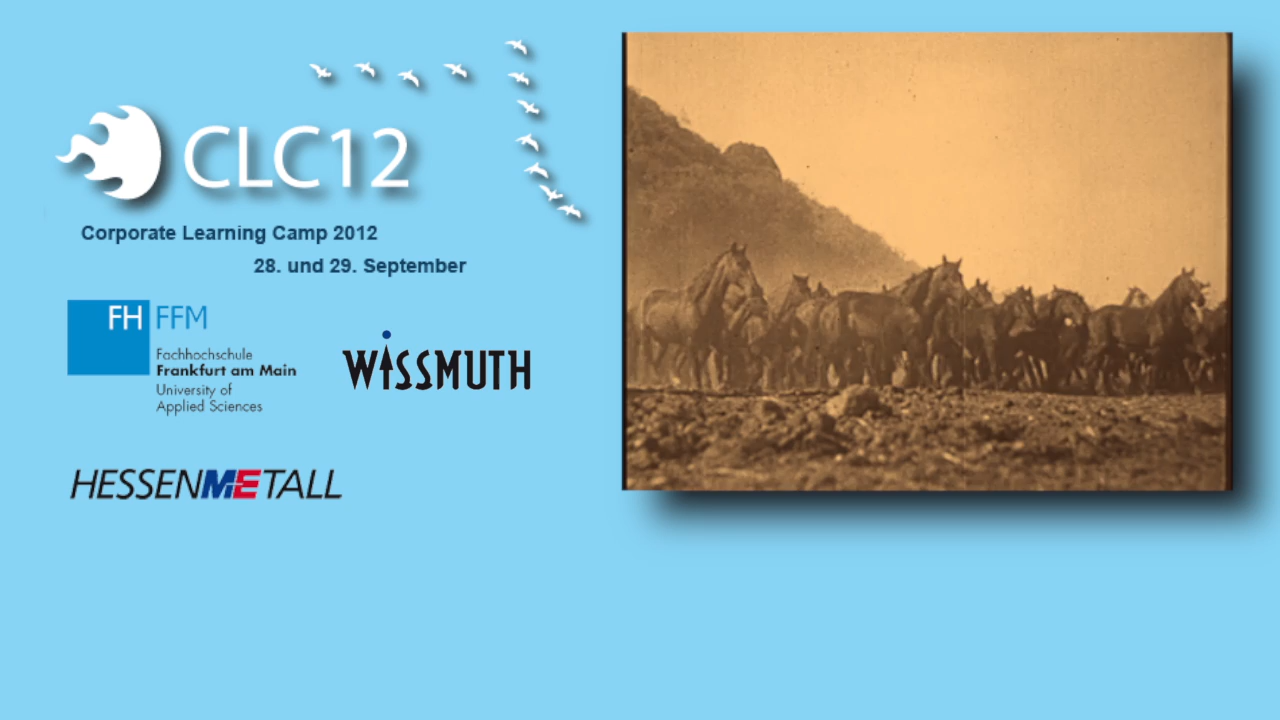 CLC12
Corporate Learning Camp 2012
28. und 29. September
FH FFM
Fachhochschule
Frankfurt am Main
University of
Applied Sciences
WISSMUTH
HESSENMETALL